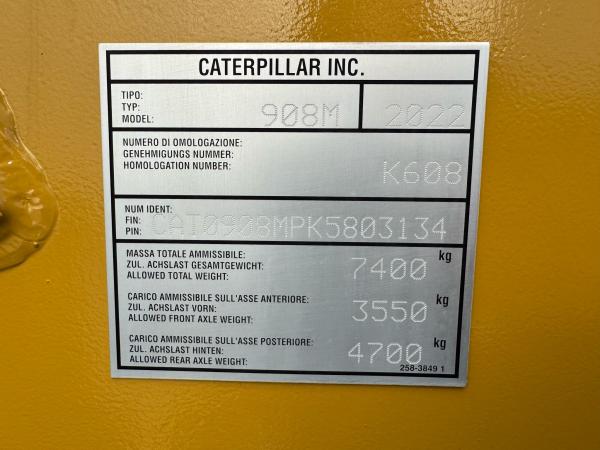 CATERPILLAR INC.
TIPO:
TYP:
MODEL: 908M 2022
NUMERO DI OMOLOGAZIONE:
GENEHMIGUNGS NUMMER:
HOMOLOGATION NUMBER: K608
NUM IDENT:
FIN:
PIN: CAT0908MPK5803134
MASSA TOTALE AMMISSIBILE:
ZUL. ACHSLAST GESAMTGEWICHT:
ALLOWED TOTAL WEIGHT: 7400 kg
CARICO AMMISSIBILE SULL'ASSE ANTERIORE:
ZUL. ACHSLAST VORN:
ALLOWED FRONT AXLE WEIGHT: 3550 kg
CARICO AMMISSIBILE SULL'ASSE POSTERIORE:
ZUL. ACHSLAST HINTEN:
ALLOWED REAR AXLE WEIGHT: 4700 kg
258-3849 1